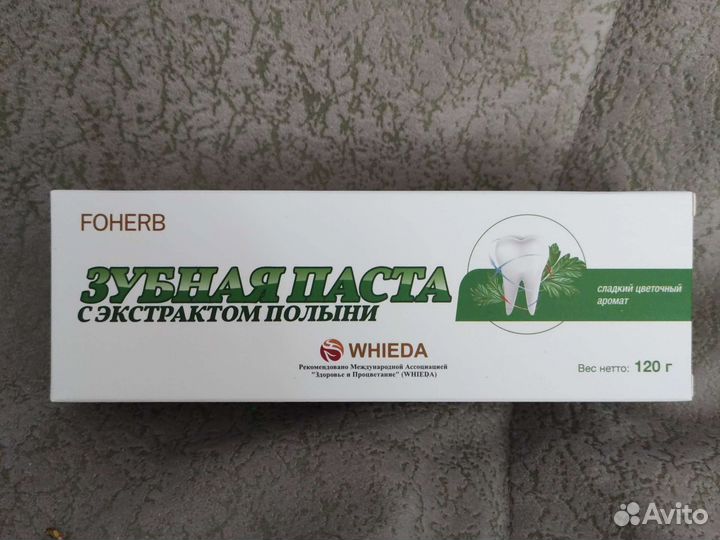 FOHERB
ЗУБНАЯ ПАСТА
С ЭКСТРАКТОМ ПОЛЫНИ
сладкий цветочный
аромат
WHIEDA
Рекомендовано Международной Ассоциацией
"Здоровье и Процветание" (WHIEDA)
Вес нетто: 120 г
Avito